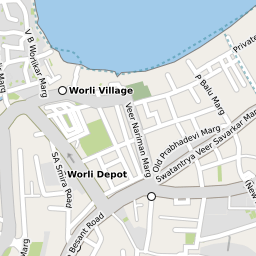 V B Worlikar Marg
Worli Village
Private
P Balu Marg
Veer Nariman Marg
Old Prabhadevi Marg
Swatantrya Veer Savarkar Mar
SA Smira Road
Worli Depot
Besant Road
(New